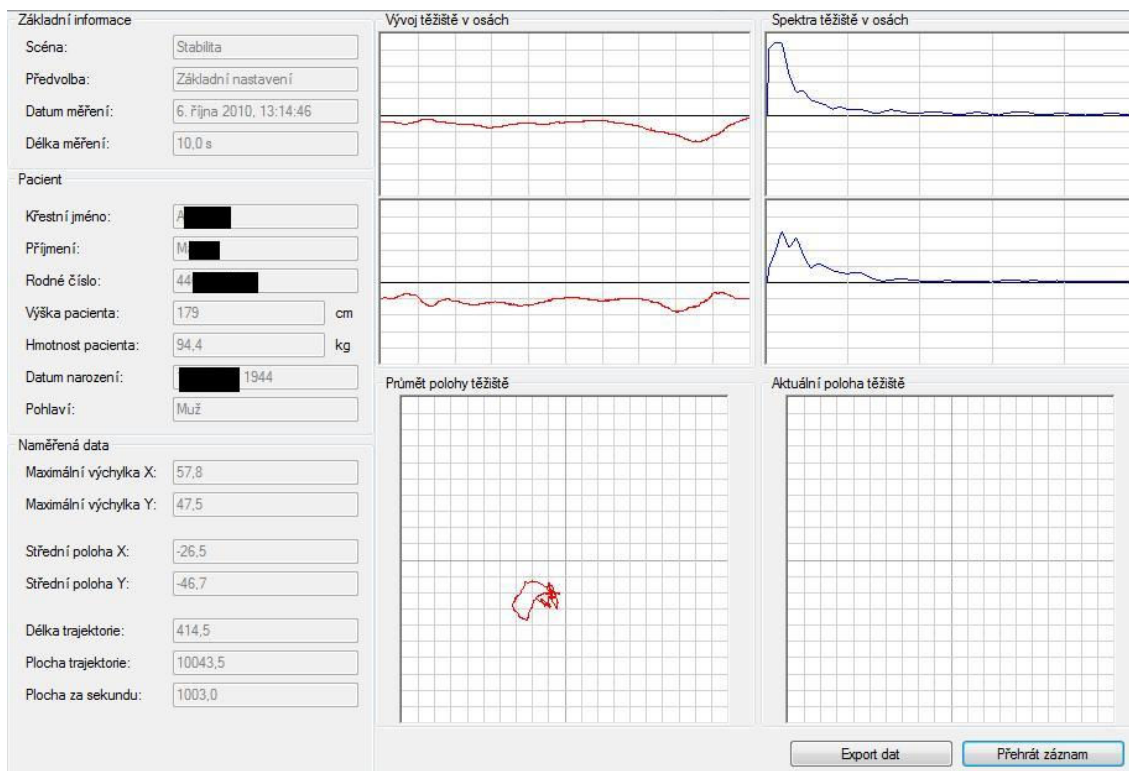 Základní informace
Scéna: Stabilita
Předvolba: Základní nastavení
Datum měření: 6. října 2010, 13:14:46
Délka měření: 10,0 s
Pacient
Křestní jméno: A
Příjmení: M
Rodné číslo: 44
Výška pacienta: 179 cm
Hmotnost pacienta: 94,4 kg
Datum narození: 1944
Pohlaví: Muž
Naměřená data
Maximální výchylka X: 57,8
Maximální výchylka Y: 47,5
Střední poloha X: -26,5
Střední poloha Y: -46,7
Délka trajektorie: 414,5
Plocha trajektorie: 10043,5
Plocha za sekundu: 1003,0
Vývoj těžiště v osách
Spektra těžiště v osách
Průmět polohy těžiště
Aktuální poloha těžiště
Export dat
Přehrát záznam